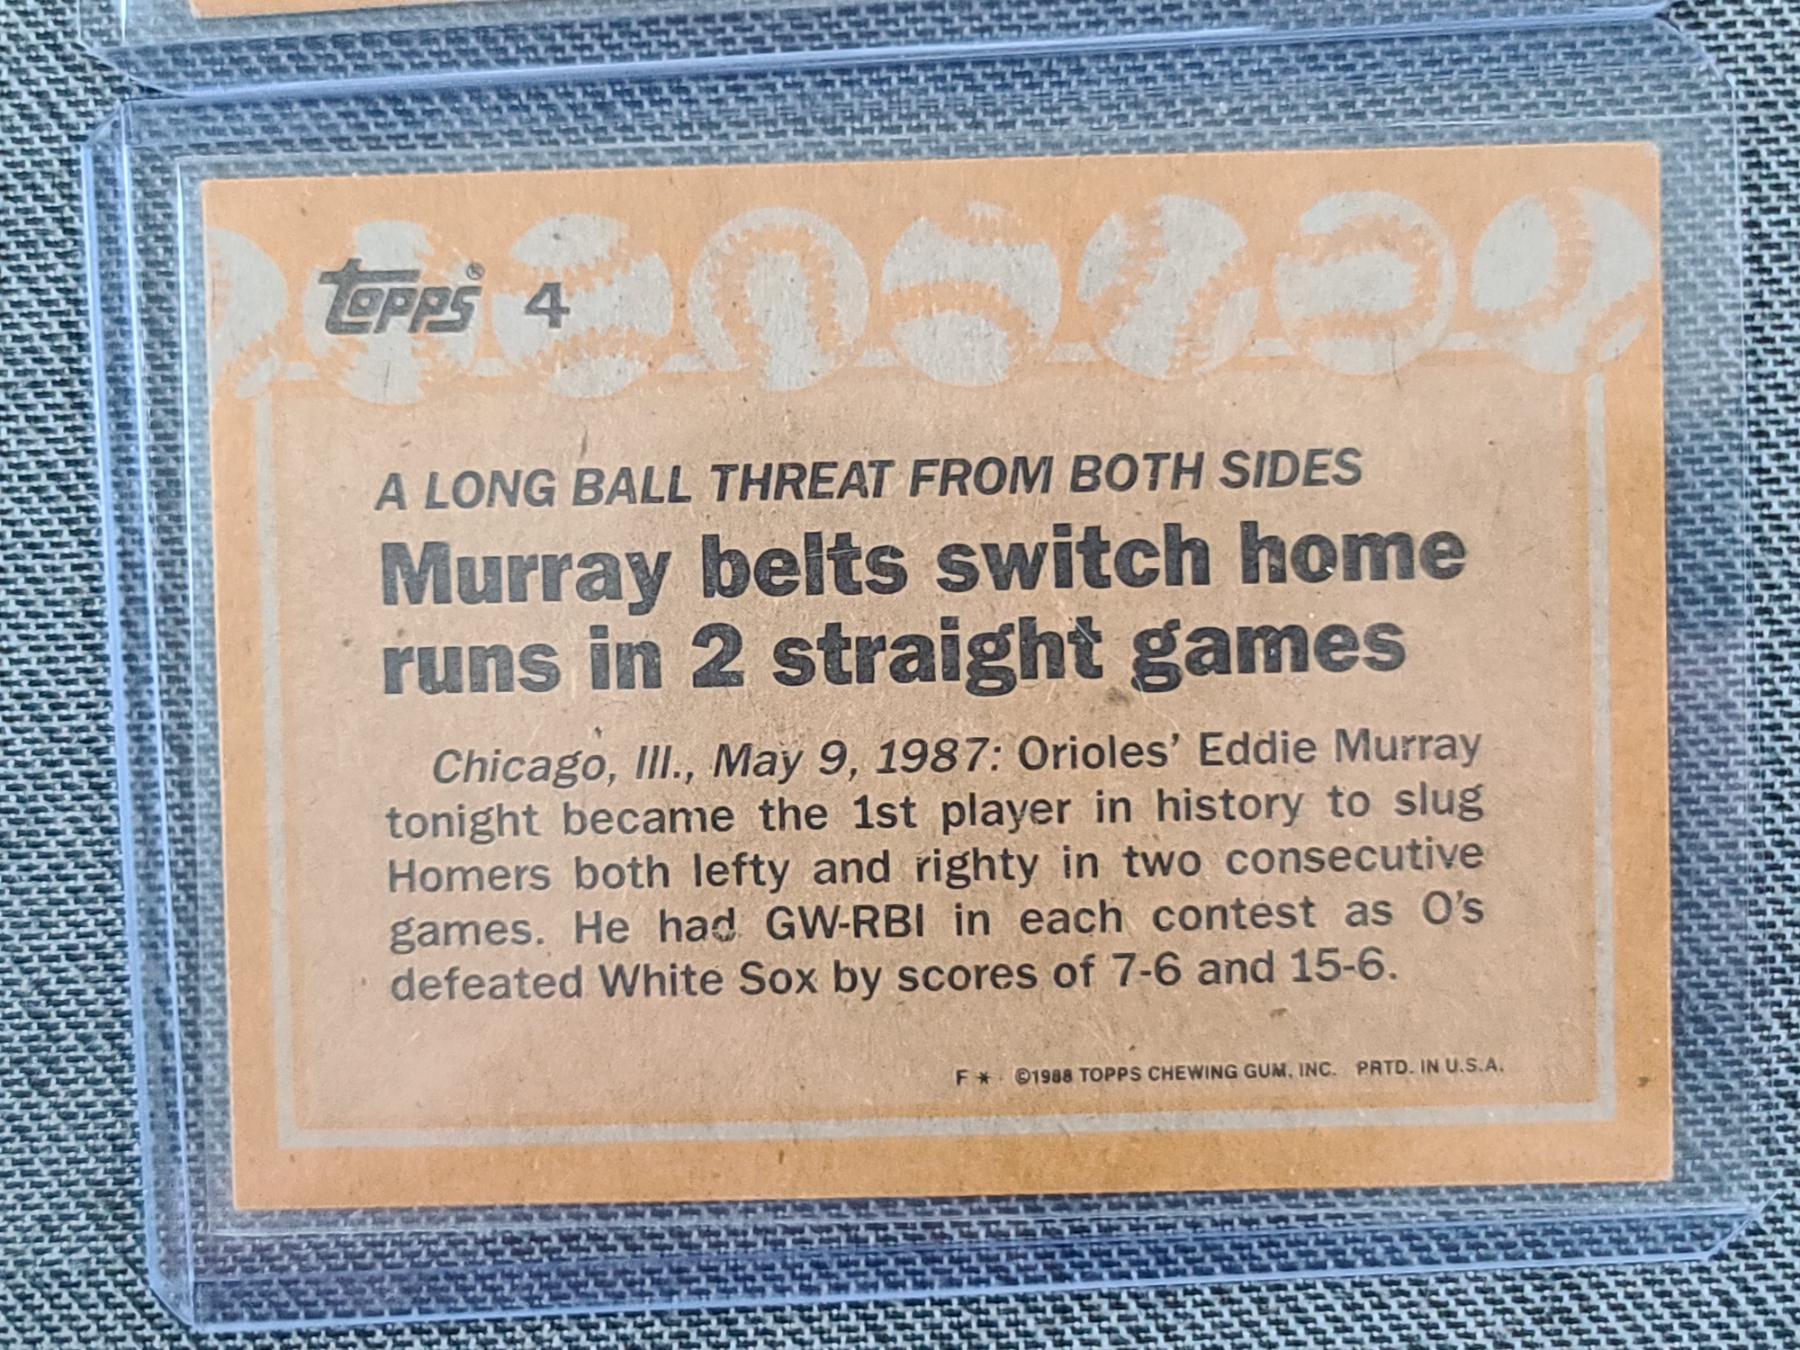 topps® 4
A LONG BALL THREAT FROM BOTH SIDES
Murray belts switch home
runs in 2 straight games
Chicago, Ill., May 9, 1987: Orioles' Eddie Murray
tonight became the 1st player in history to slug
Homers both lefty and righty in two consecutive
games. He had GW-RBI in each contest as O's
defeated White Sox by scores of 7-6 and 15-6.
F * ©1988 TOPPS CHEWING GUM, INC. PRTD. IN U.S.A.